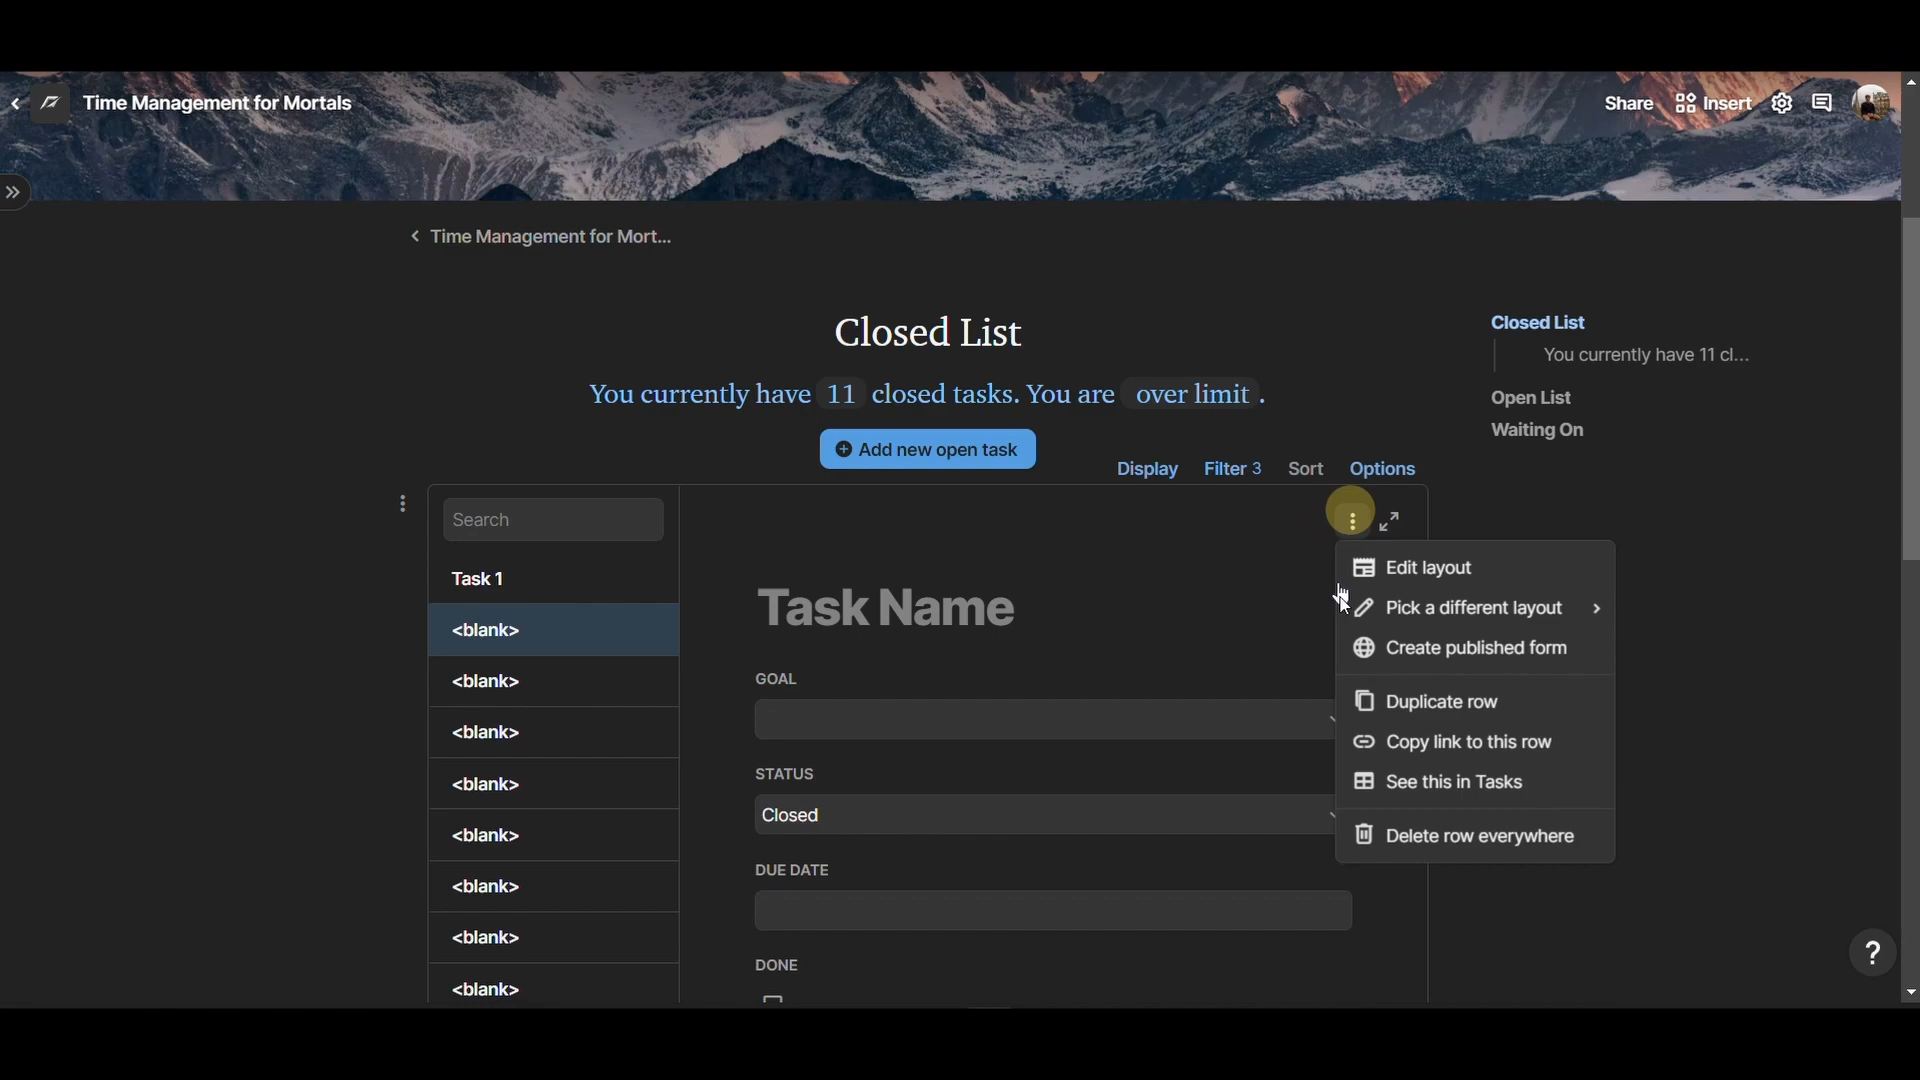 Time Management for Mortals
Share
Insert
Time Management for Mort...
Closed List
You currently have 11 closed tasks. You are over limit .
Add new open task
Display
Filter 3
Sort
Options
Closed List
You currently have 11 cl...
Open List
Waiting On
Search
Task 1
<blank>
<blank>
<blank>
<blank>
<blank>
<blank>
<blank>
<blank>
Task Name
GOAL
STATUS
Closed
DUE DATE
DONE
Edit layout
Pick a different layout
Create published form
Duplicate row
Copy link to this row
See this in Tasks
Delete row everywhere
?